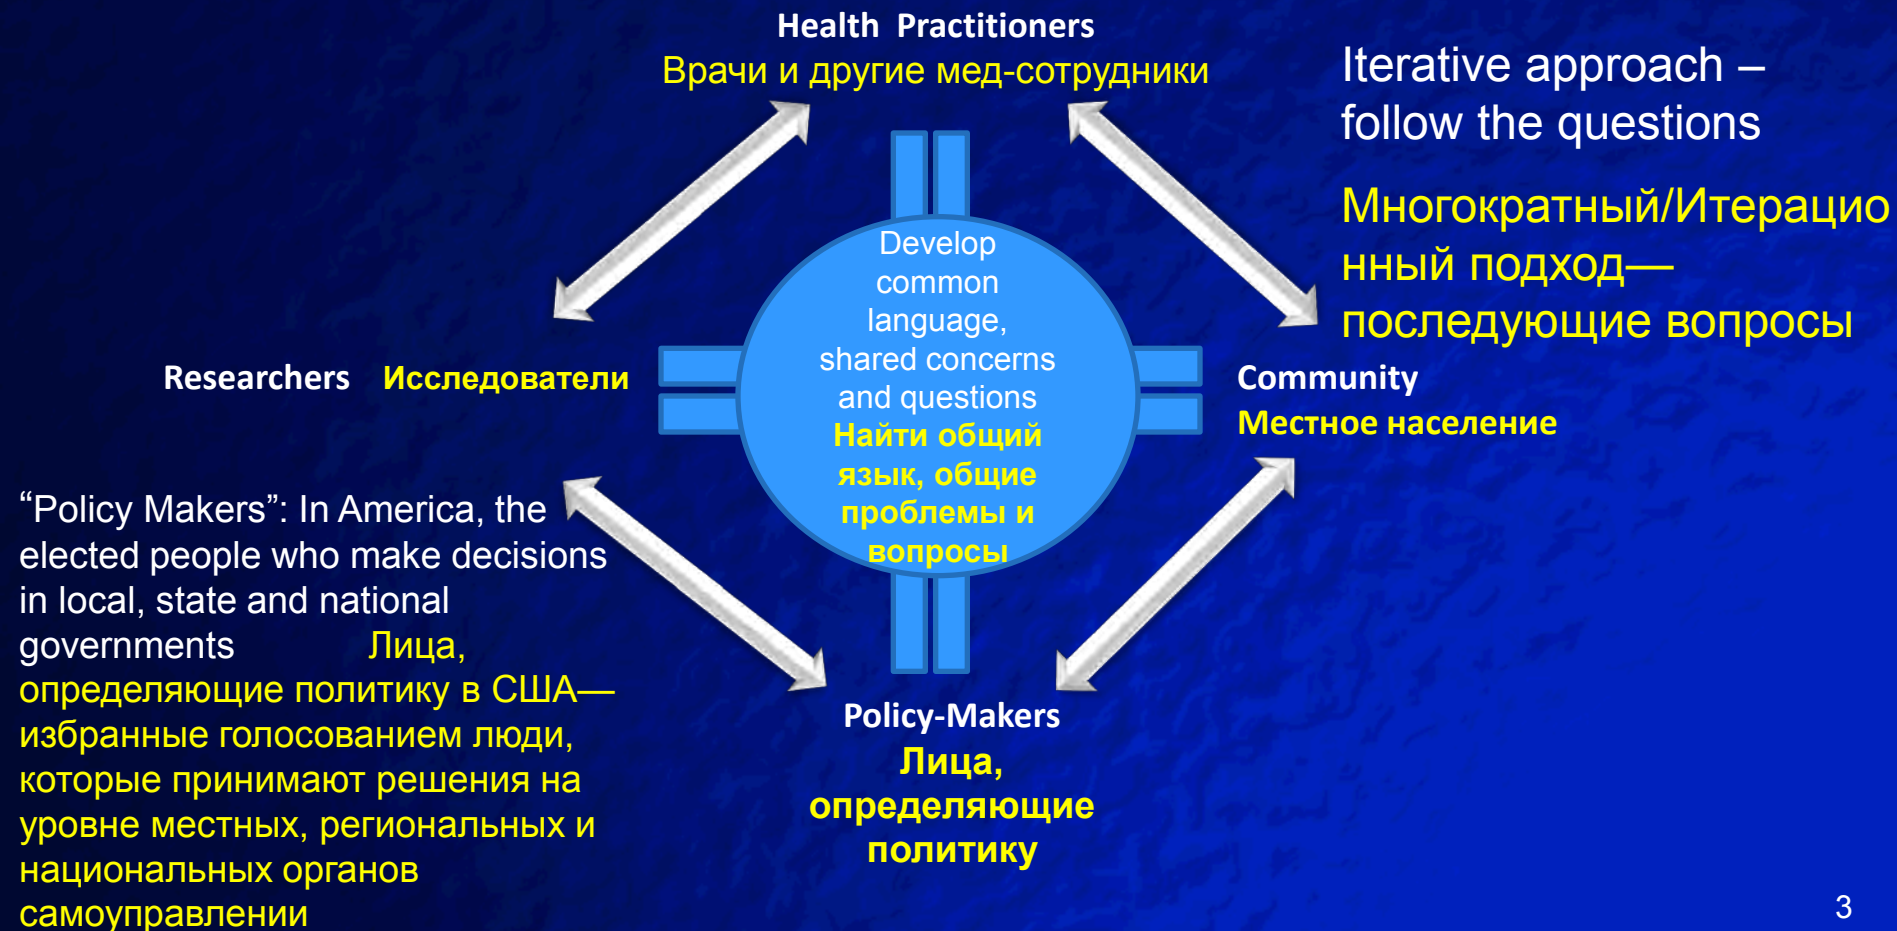 Health  Practitioners
Врачи и другие мед-сотрудники
Iterative approach –
follow the questions
Многократный/Итерацио
нный подход—
последующие вопросы
Develop
common
language,
shared concerns
and questions
Найти общий
язык, общие
проблемы и
вопросы
Researchers   Исследователи
Community
Местное население
“Policy Makers”: In America, the
elected people who make decisions
in local, state and national
governments   Лица,
определяющие политику в США—
избранные голосованием люди,
которые принимают решения на
уровне местных, региональных и
национальных органов
самоуправлении
Policy-Makers
Лица,
определяющие
политику
3